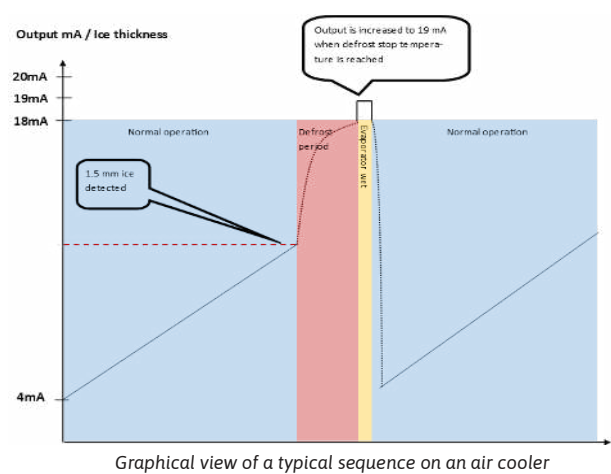 Output mA / Ice thickness
Output is increased to 19 mA
when defrost stop tempera-
ture is reached
20mA
19mA
18mA
Normal operation
Defrost
period
Evaporator wet
Normal operation
1.5 mm ice
detected
4mA
Graphical view of a typical sequence on an air cooler